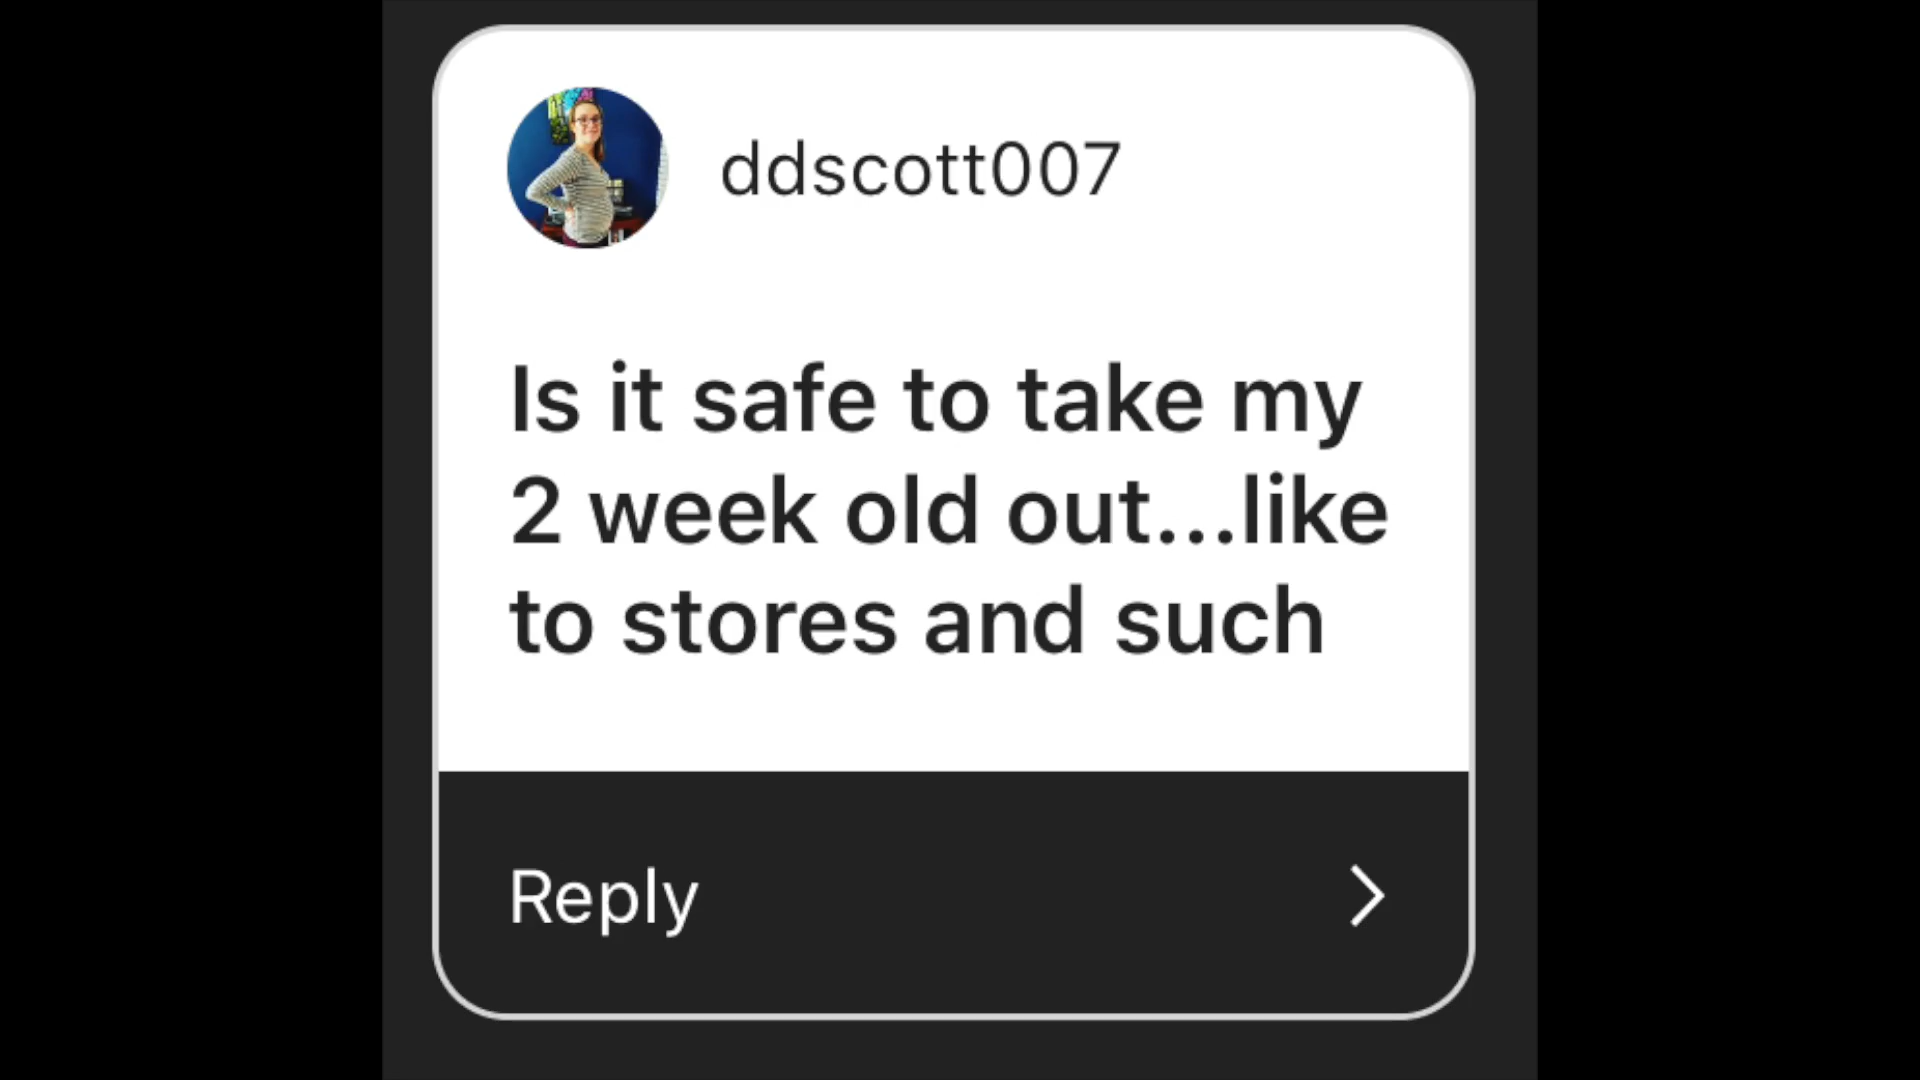 ddscott007
Is it safe to take my
2 week old out...like
to stores and such
Reply